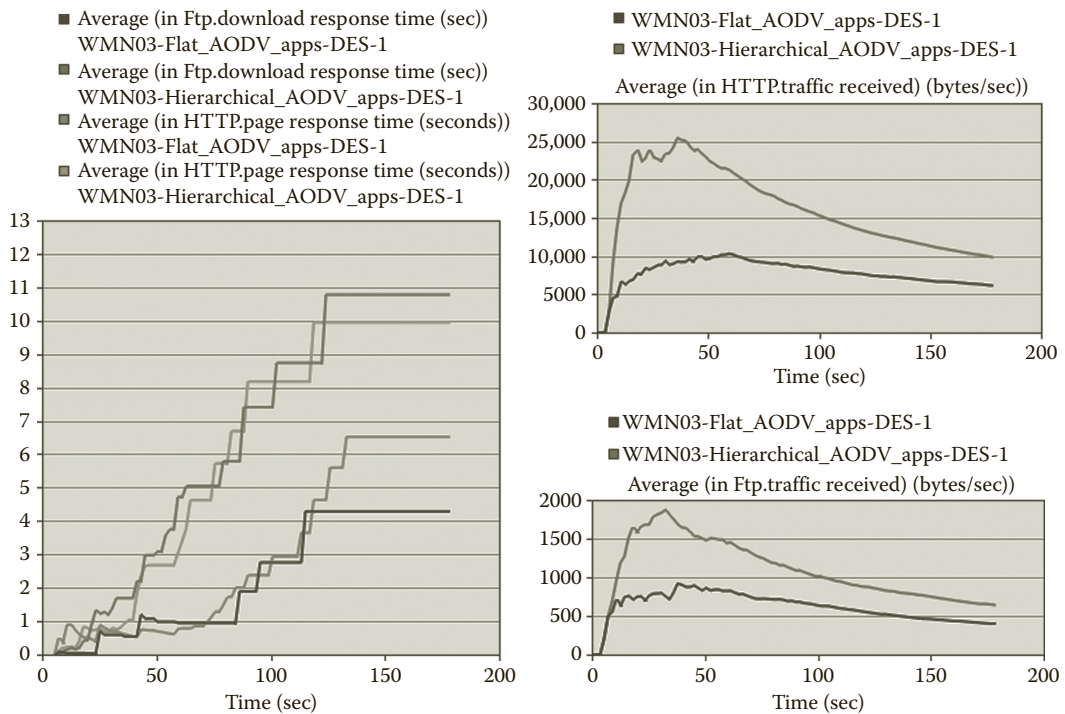 Average (in Ftp.download response time (sec)
WMN03-Flat_AODV_apps-DES-1
Average (in Ftp.download response time (sec))
WMN03-Hierarchical_AODV_apps-DES-1
Average (in HTTP.page response time (seconds))
WMN03-Flat_AODV_apps-DES-1
Average (in HTTP.page response time (seconds))
WMN03-Hierarchical_AODV_apps-DES-1
13
12
11
10
9
8
7
6
5
4
3
2
1
0
0 50 100 150 200
Time (sec)
WMN03-Flat_AODV_apps-DES-1
WMN03-Hierarchical_AODV_apps-DES-1
Average (in HTTP.traffic received) (bytes/sec))
30,000
25,000
20,000
15,000
10,000
5000
0
0 50 100 150 200
Time (sec)
WMN03-Flat_AODV_apps-DES-1
WMN03-Hierarchical_AODV_apps-DES-1
Average (in Ftp.traffic received) (bytes/sec))
2000
1500
1000
500
0
0 50 100 150 200
Time (sec)